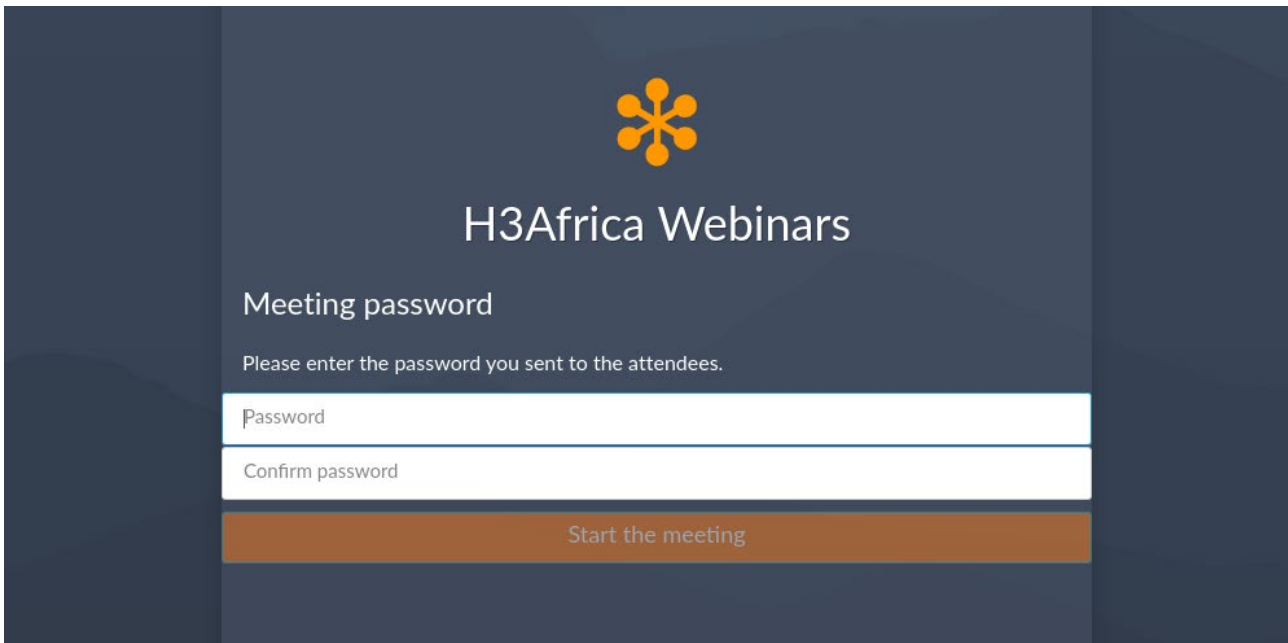 H3Africa Webinars
Meeting password
Please enter the password you sent to the attendees.
Password
Confirm password
Start the meeting